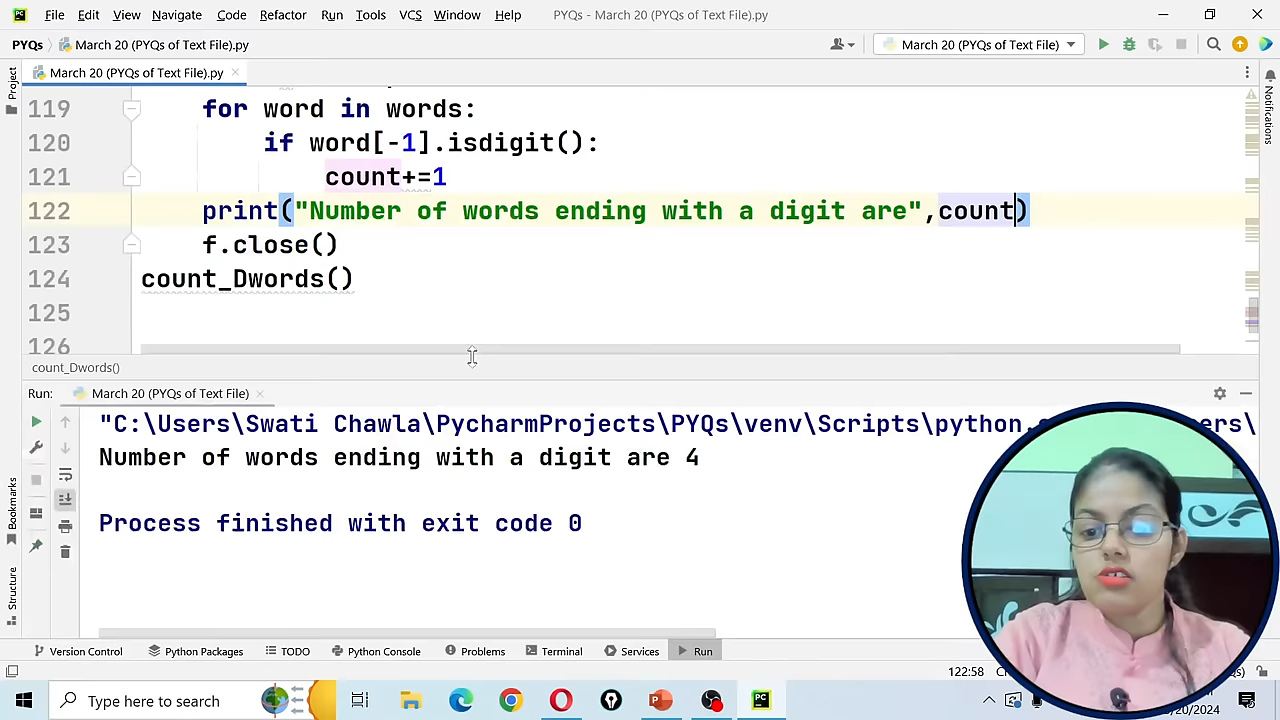 File Edit View Navigate Code Refactor Run Tools VCS Window Help PYQs - March 20 (PYQs of Text File).py
PYQs March 20 (PYQs of Text File).py March 20 (PYQs of Text File)
March 20 (PYQs of Text File).py
Project
Notifications
119 for word in words:
120 if word[-1].isdigit():
121 count+=1
122 print("Number of words ending with a digit are",count)
123 f.close()
124 count_Dwords()
125
126
count_Dwords()
Run: March 20 (PYQs of Text File)
"C:\Users\Swati Chawla\PycharmProjects\PYQs\venv\Scripts\python.
Number of words ending with a digit are 4
Process finished with exit code 0
Bookmarks
Structure
Version Control Python Packages TODO Python Console Problems Terminal Services Run
122:58
Type here to search